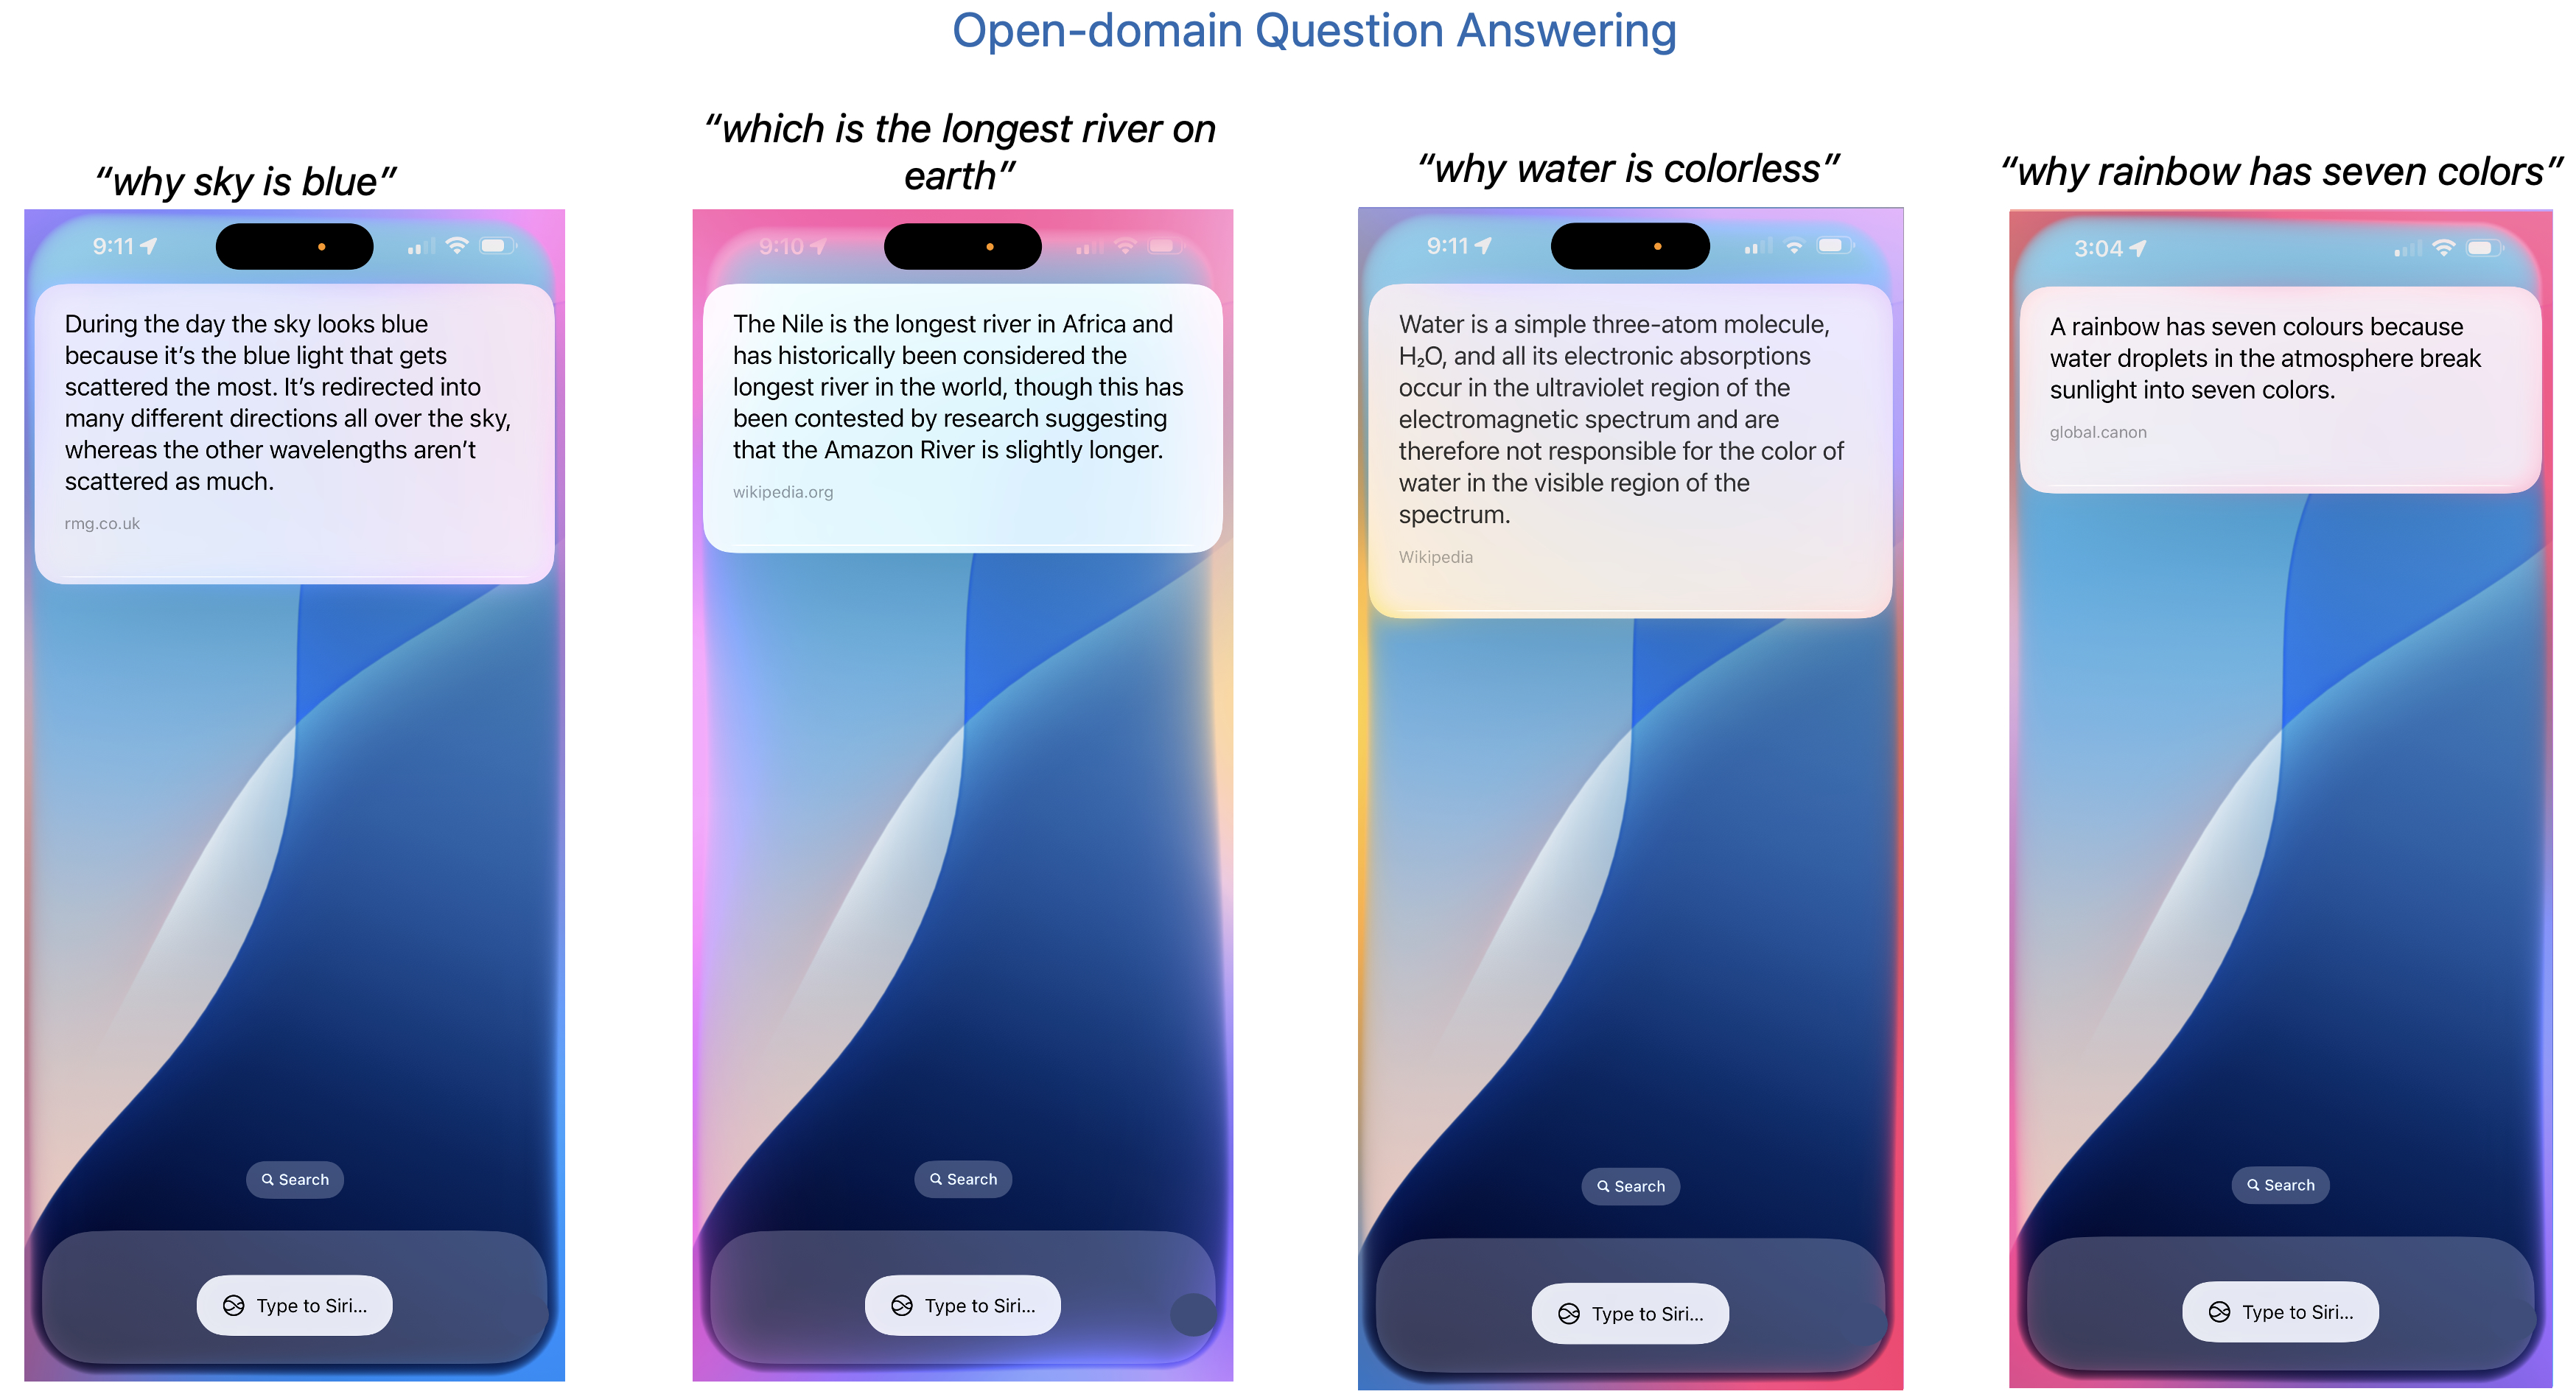 Open-domain Question Answering
“why sky is blue”
9:11
During the day the sky looks blue
because it’s the blue light that gets
scattered the most. It’s redirected into
many different directions all over the sky,
whereas the other wavelengths aren’t
scattered as much.
rmg.co.uk
Search
Type to Siri...
“which is the longest river on
earth”
9:10
The Nile is the longest river in Africa and
has historically been considered the
longest river in the world, though this has
been contested by research suggesting
that the Amazon River is slightly longer.
wikipedia.org
Search
Type to Siri...
“why water is colorless”
9:11
Water is a simple three-atom molecule,
H₂O, and all its electronic absorptions
occur in the ultraviolet region of the
electromagnetic spectrum and are
therefore not responsible for the color of
water in the visible region of the
spectrum.
Wikipedia
Search
Type to Siri...
“why rainbow has seven colors”
3:04
A rainbow has seven colours because
water droplets in the atmosphere break
sunlight into seven colors.
global.canon
Search
Type to Siri...